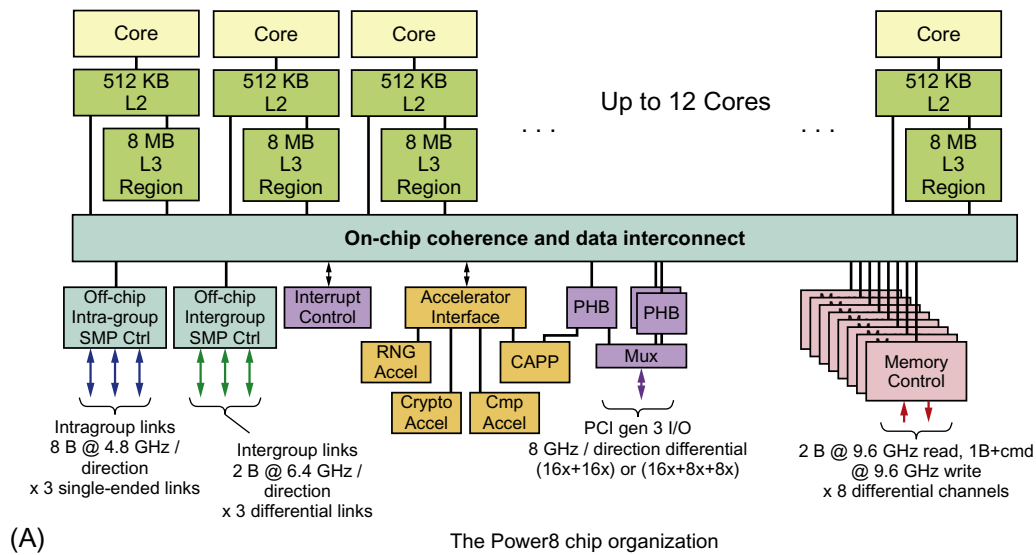 Core
Core
Core
Core
512 KB
L2
512 KB
L2
512 KB
L2
512 KB
L2
Up to 12 Cores
. . .
. . .
8 MB
L3
Region
8 MB
L3
Region
8 MB
L3
Region
8 MB
L3
Region
On-chip coherence and data interconnect
Off-chip
Intra-group
SMP Ctrl
Off-chip
Intergroup
SMP Ctrl
Interrupt
Control
Accelerator
Interface
PHB
PHB
Memory
Control
RNG
Accel
CAPP
Mux
Crypto
Accel
Cmp
Accel
Intragroup links
8 B @ 4.8 GHz /
direction
x 3 single-ended links
Intergroup links
2 B @ 6.4 GHz /
direction
x 3 differential links
PCI gen 3 I/O
8 GHz / direction differential
(16x+16x) or (16x+8x+8x)
2 B @ 9.6 GHz read, 1B+cmd
@ 9.6 GHz write
x 8 differential channels
(A)
The Power8 chip organization